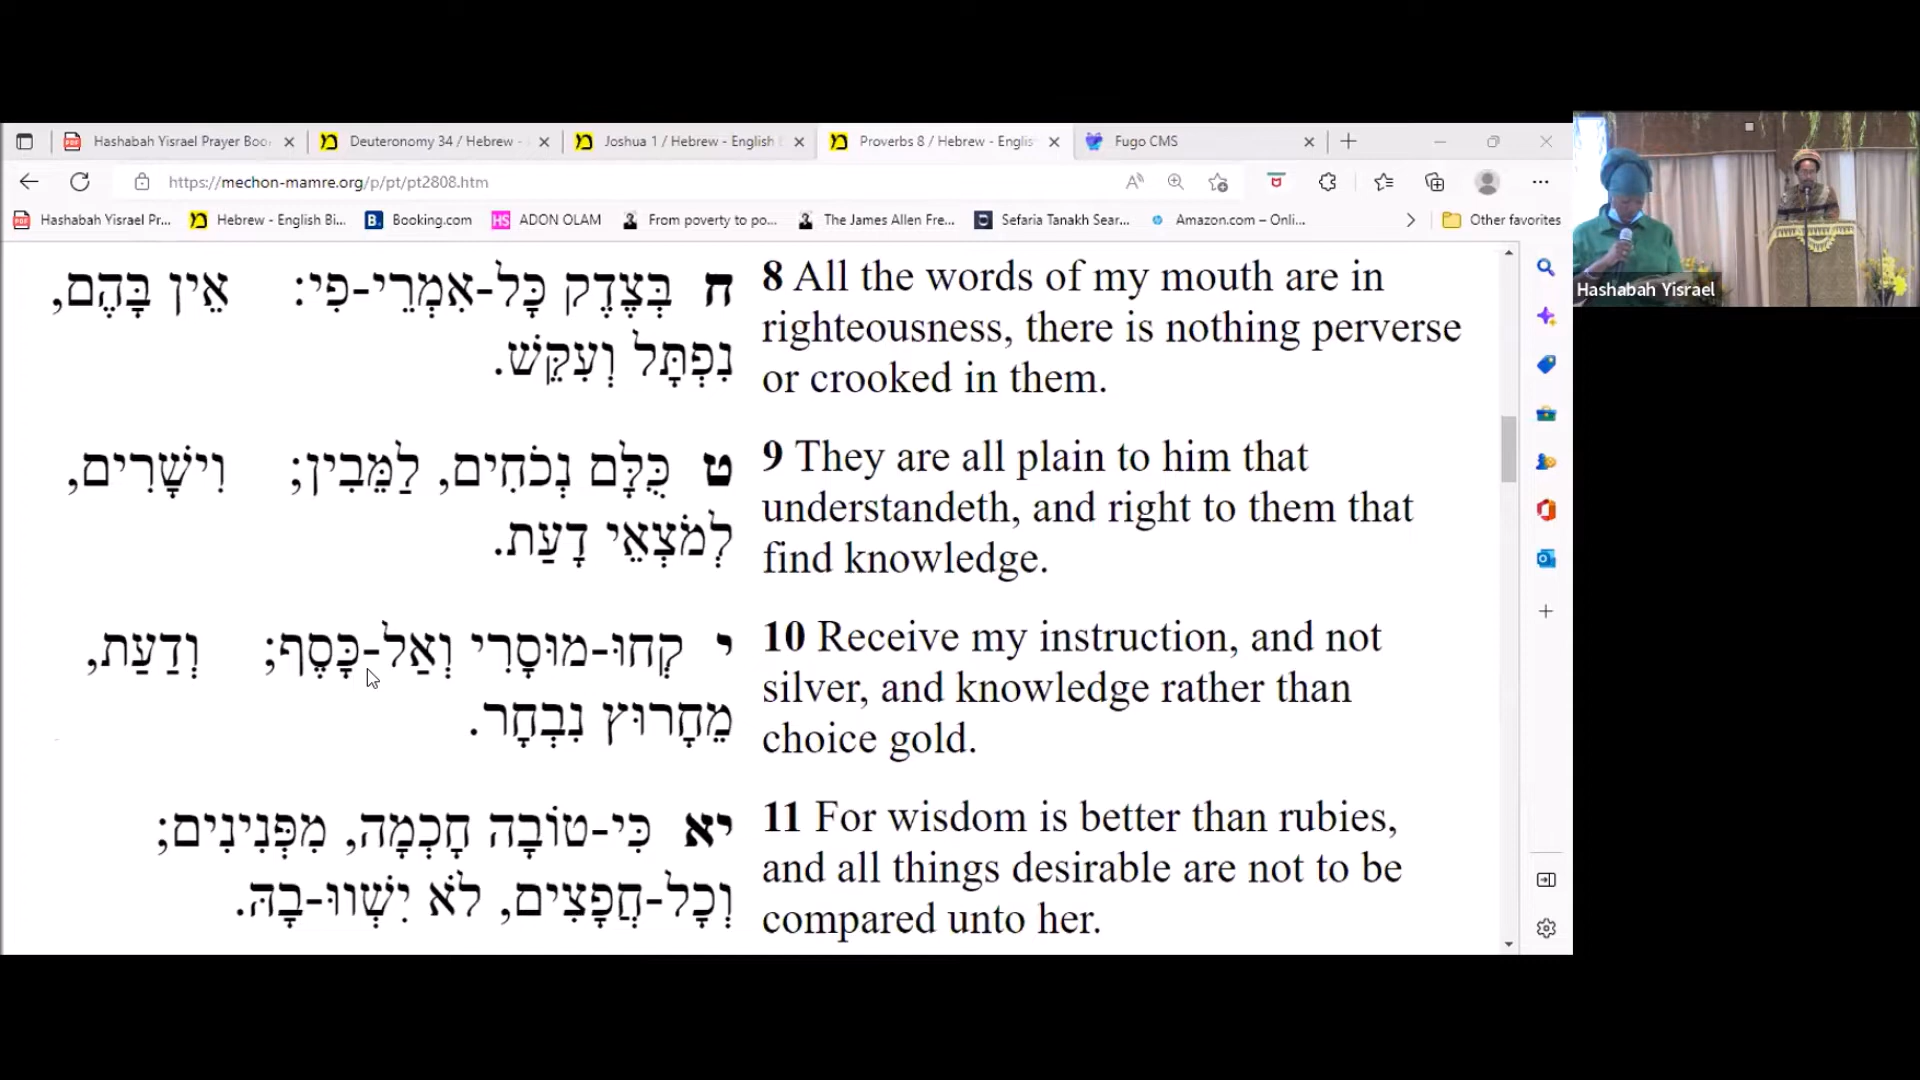 Hashabah Yisrael Prayer Boo
Deuteronomy 34 / Hebrew -
Joshua 1 / Hebrew - English B
Proverbs 8 / Hebrew - Englis
Fugo CMS
https://mechon-mamre.org/p/pt/pt2808.htm
Hashabah Yisrael Pr...
Hebrew - English Bi...
Booking.com
HS ADON OLAM
From poverty to po...
The James Allen Fre...
Sefaria Tanakh Sear...
Amazon.com – Onli...
Other favorites
ח בְּצֶדֶק כָּל-אִמְרֵי-פִי: אֵין בָּהֶם,
נִפְתָּל וְעִקֵּשׁ.
8 All the words of my mouth are in
righteousness, there is nothing perverse
or crooked in them.
ט כֻּלָּם נְכֹחִים, לַמֵּבִין; וִישָׁרִים,
לְמֹצְאֵי דָעַת.
9 They are all plain to him that
understandeth, and right to them that
find knowledge.
י קְחוּ-מוּסָרִי וְאַל-כָּסֶף; וְדַעַת,
מֵחָרוּץ נִבְחָר.
10 Receive my instruction, and not
silver, and knowledge rather than
choice gold.
יא כִּי-טוֹבָה חָכְמָה, מִפְּנִינִים;
וְכָל-חֲפָצִים, לֹא יִשְׁווּ-בָהּ.
11 For wisdom is better than rubies,
and all things desirable are not to be
compared unto her.
Hashabah Yisrael